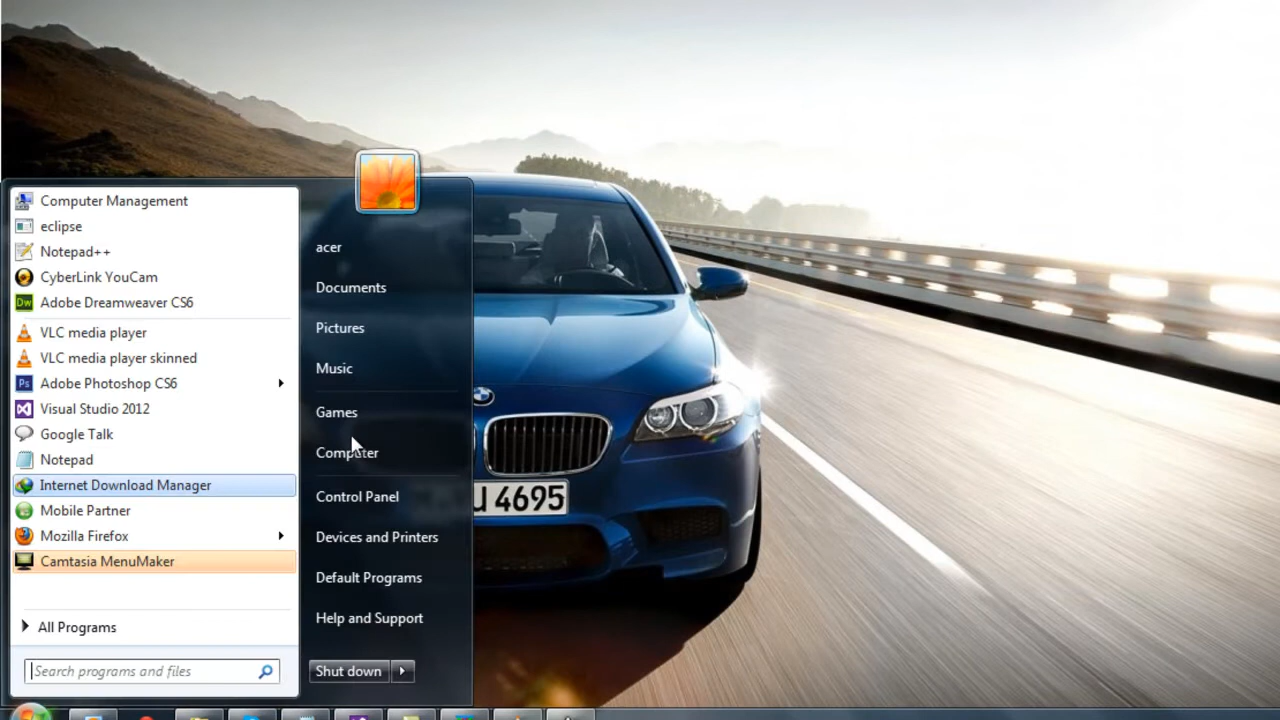 Computer Management
eclipse
Notepad++
CyberLink YouCam
Adobe Dreamweaver CS6
VLC media player
VLC media player skinned
Adobe Photoshop CS6
Visual Studio 2012
Google Talk
Notepad
Internet Download Manager
Mobile Partner
Mozilla Firefox
Camtasia MenuMaker
All Programs
Search programs and files
acer
Documents
Pictures
Music
Games
Computer
Control Panel
Devices and Printers
Default Programs
Help and Support
Shut down
Dw
Ps
U 4695